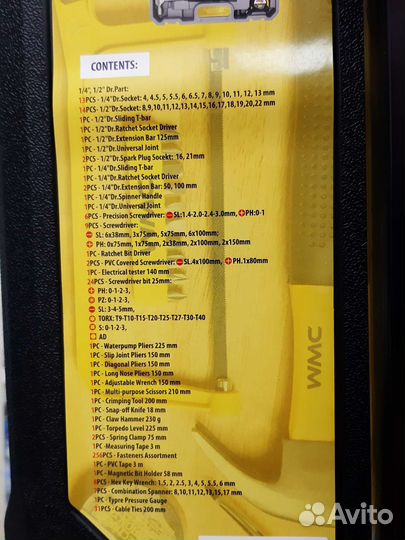 CONTENTS:
1/4", 1/2" Dr.Part:
13PCS - 1/4"Dr.Socket: 4, 4.5, 5, 5.5, 6, 6.5, 7, 8, 9, 10, 11, 12, 13 mm
14PCS - 1/2"Dr.Socket: 8,9,10,11,12,13,14,15,16,17,18,19,20,22 mm
1PC - 1/2"Dr.Sliding T-bar
1PC - 1/2"Dr.Ratchet Socket Driver
1PC - 1/2"Dr.Extension Bar 125mm
1PC - 1/2"Dr.Universal Joint
2PCS - 1/2"Dr.Spark Plug Socekt: 16, 21mm
1PC - 1/4"Dr.Sliding T-bar
1PC - 1/4"Dr.Ratchet Socket Driver
2PCS - 1/4"Dr.Extension Bar: 50, 100 mm
1PC - 1/4"Dr.Spinner Handle
1PC - 1/4"Dr.Universal Joint
6PCS - Precision Screwdriver: SL:1.4-2.0-2.4-3.0mm, PH:0-1
9PCS - Screwdriver:
SL: 6x38mm, 3x75mm, 5x75mm, 6x100mm;
PH: 0x75mm, 1x75mm, 2x38mm, 2x100mm, 2x150mm
1PC - Ratchet Bit Driver
2PCS - PVC Covered Screwdriver: SL.4x100mm, PH.1x80mm
1PC - Electrical tester 140 mm
24PCS - Screwdriver bit 25mm:
PH: 0-1-2-3,
PZ: 0-1-2-3,
SL: 3-4-5mm,
TORX: T9-T10-T15-T20-T25-T27-T30-T40
S: 0-1-2-3,
AD
1PC - Waterpump Pliers 225 mm
1PC - Slip Joint Pliers 150 mm
1PC - Diagonal Pliers 150 mm
1PC - Long Nose Pliers 150 mm
1PC - Adjustable Wrench 150 mm
1PC - Multi-purpose Scissors 210 mm
1PC - Crimping Tool 200 mm
1PC - Snap-off Knife 18 mm
1PC - Claw Hammer 230 g
1PC - Torpedo Level 225 mm
2PCS - Spring Clamp 75 mm
1PC - Measuring Tape 3 m
256PCS - Fasteners Assortment
1PC - PVC Tape 3 m
1PC - Magnetic Bit Holder 58 mm
8PCS - Hex Key Wrench: 1.5, 2, 2.5, 3, 4, 5, 5.5, 6 mm
7PCS - Combination Spanner: 8,10,11,12,13,15,17 mm
1PC - Typre Pressure Gauge
31PCS - Cable Ties 200 mm
WMC
Avito